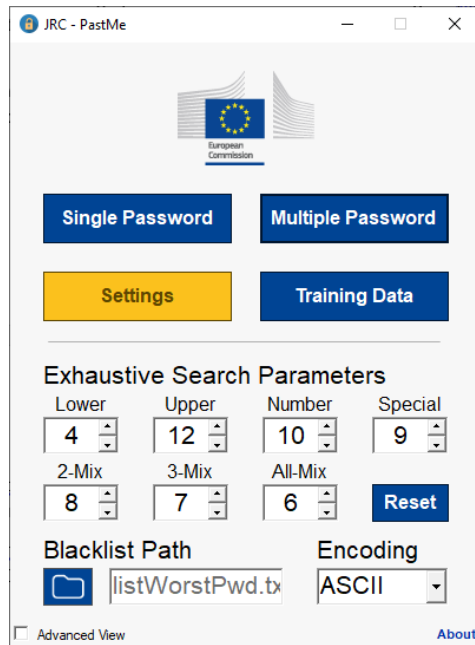 JRC - PastMe
European
Commission
Single Password Multiple Password
Settings Training Data
Exhaustive Search Parameters
Lower Upper Number Special
4 12 10 9
2-Mix 3-Mix All-Mix
8 7 6 Reset
Blacklist Path Encoding
listWorstPwd.tx ASCII
Advanced View About